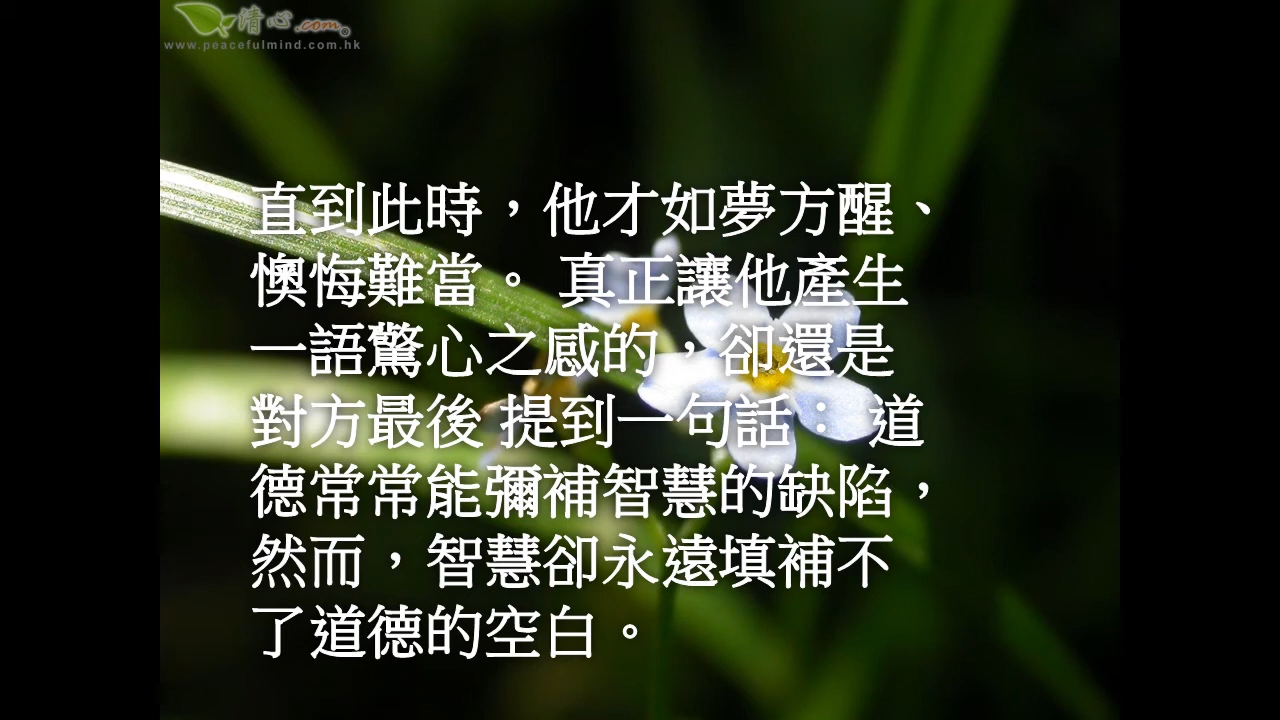 清心.com®
www.peacefulmind.com.hk
直到此時，他才如夢方醒、
懊悔難當。 真正讓他產生
一語驚心之感的，卻還是
對方最後 提到一句話： 道
德常常能彌補智慧的缺陷，
然而，智慧卻永遠填補不
了道德的空白。